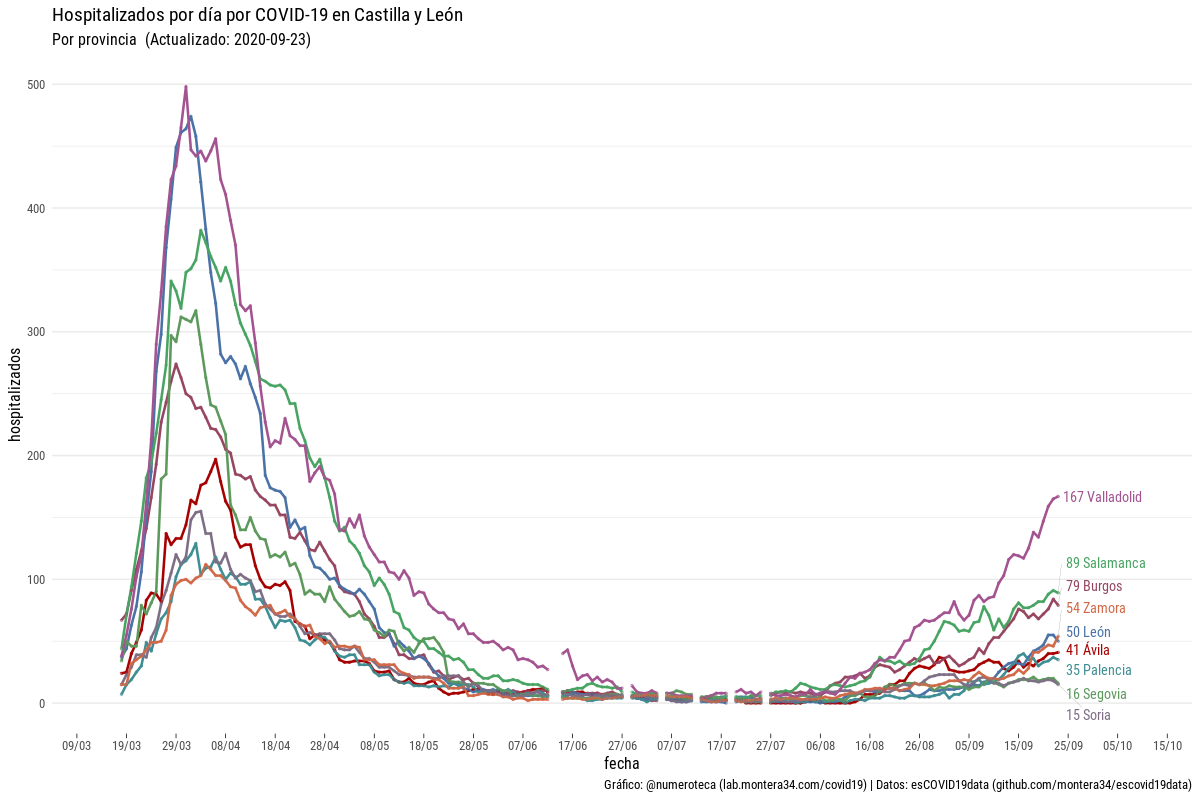 Hospitalizados por día por COVID-19 en Castilla y León
Por provincia (Actualizado: 2020-09-23)
hospitalizados
500
400
300
200
100
0
167 Valladolid
89 Salamanca
79 Burgos
54 Zamora
50 León
41 Ávila
35 Palencia
16 Segovia
15 Soria
09/03 19/03 29/03 08/04 18/04 28/04 08/05 18/05 28/05 07/06 17/06 27/06 07/07 17/07 27/07 06/08 16/08 26/08 05/09 15/09 25/09 05/10 15/10
fecha
Gráfico: @numeroteca (lab.montera34.com/covid19) | Datos: esCOVID19data (github.com/montera34/escovid19data)